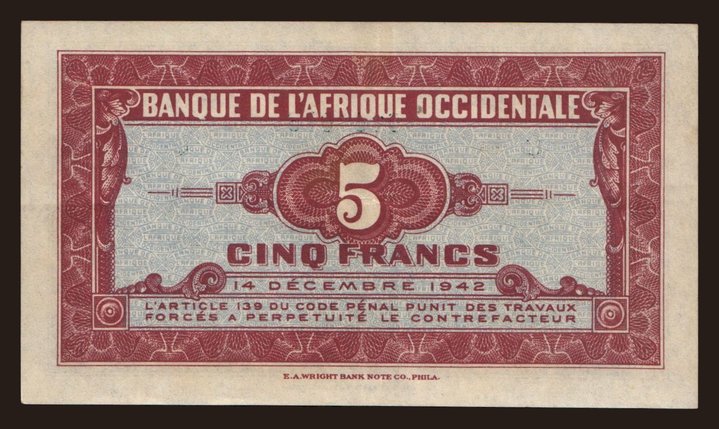 BANQUE DE L'AFRIQUE OCCIDENTALE
5
CINQ FRANCS
14 DÉCEMBRE 1942
L'ARTICLE 139 DU CODE PÉNAL PUNIT DES TRAVAUX
FORCÉS A PERPETUITÉ LE CONTREFACTEUR
E.A.WRIGHT BANK NOTE CO., PHILA.